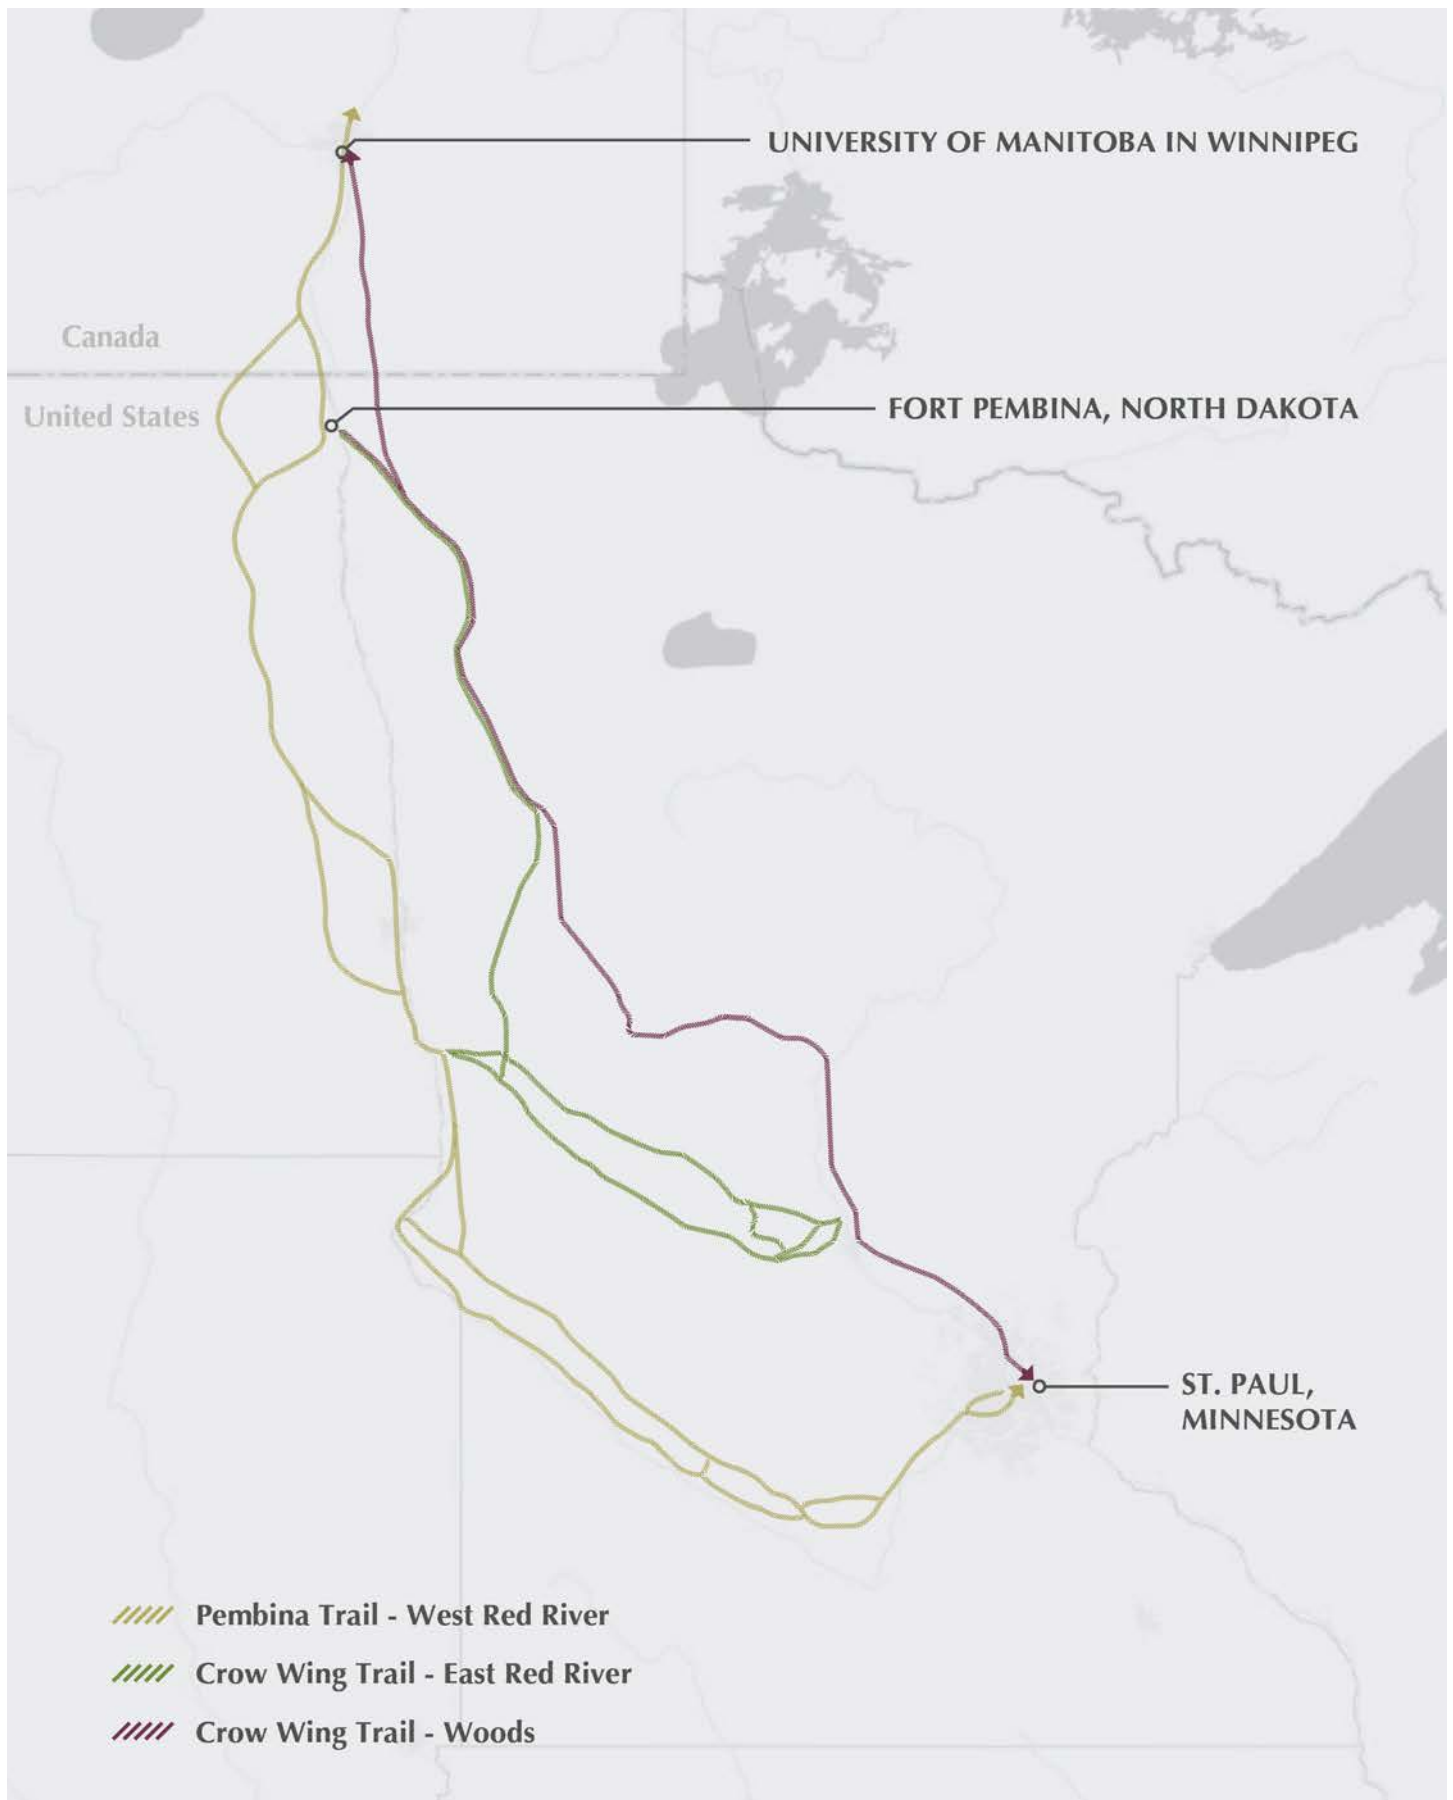 UNIVERSITY OF MANITOBA IN WINNIPEG
Canada
United States
FORT PEMBINA, NORTH DAKOTA
ST. PAUL,
MINNESOTA
Pembina Trail - West Red River
Crow Wing Trail - East Red River
Crow Wing Trail - Woods